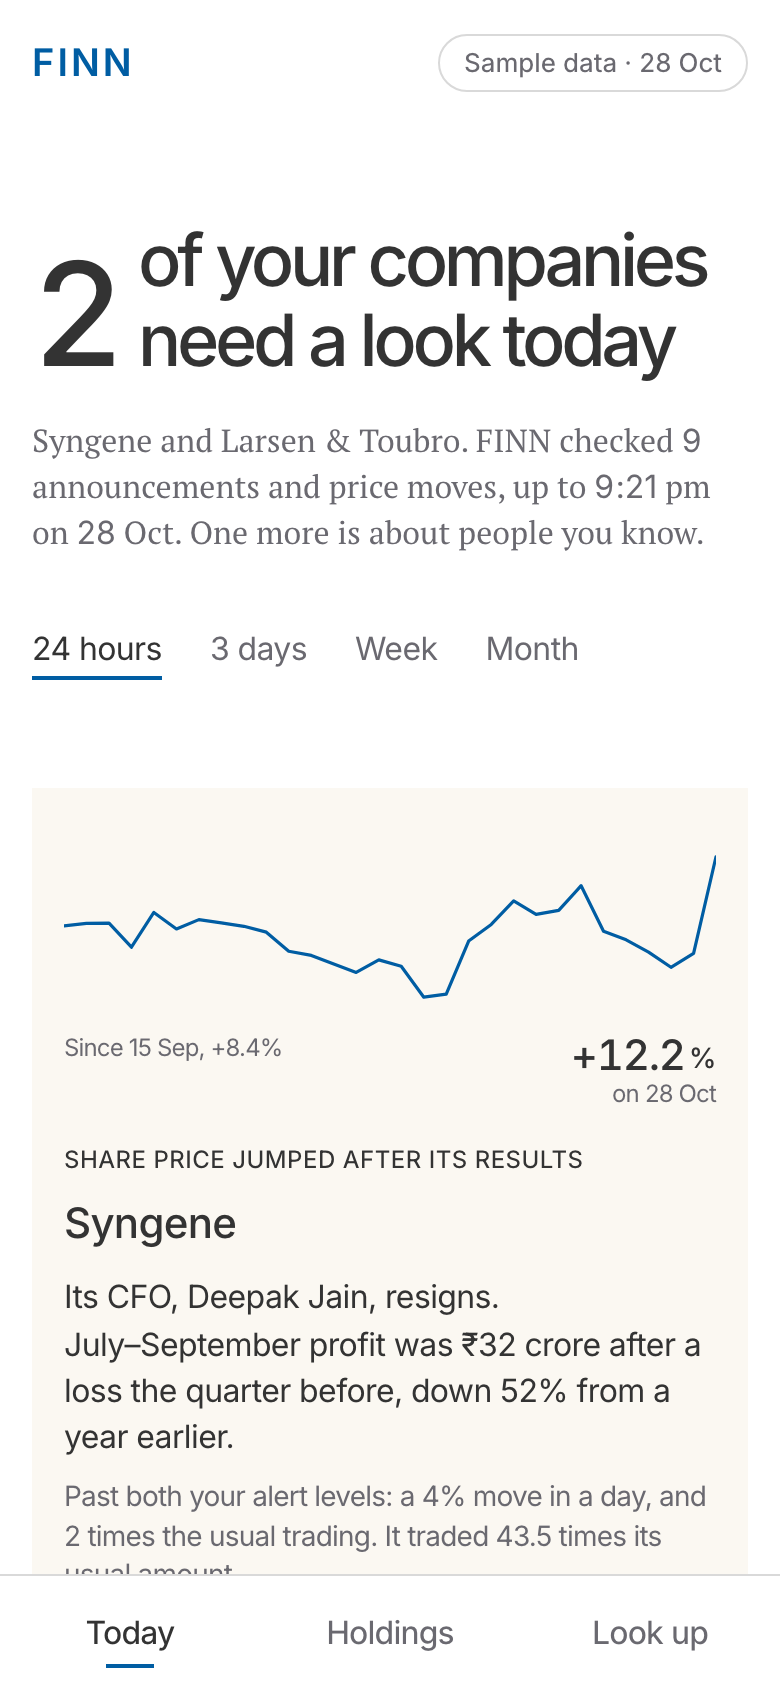 FINN
Sample data · 28 Oct
2 of your companies
need a look today
Syngene and Larsen & Toubro. FINN checked 9
announcements and price moves, up to 9:21 pm
on 28 Oct. One more is about people you know.
24 hours 3 days Week Month
Since 15 Sep, +8.4%
+12.2 %
on 28 Oct
SHARE PRICE JUMPED AFTER ITS RESULTS
Syngene
Its CFO, Deepak Jain, resigns.
July–September profit was ₹32 crore after a
loss the quarter before, down 52% from a
year earlier.
Past both your alert levels: a 4% move in a day, and
2 times the usual trading. It traded 43.5 times its
usual amount
Today Holdings Look up